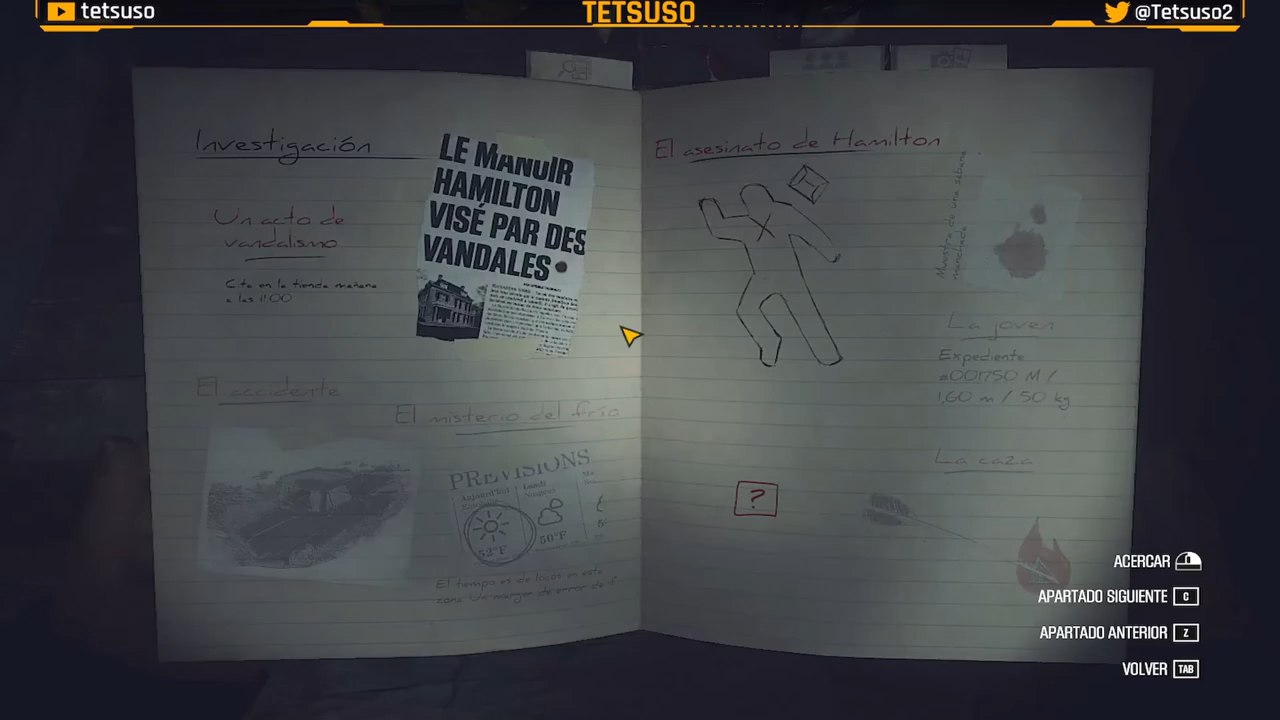 tetsuso
TETSUSO
@Tetsuso2
Investigación
LE MANOIR
HAMILTON
VISÉ PAR DES
VANDALES
Un acto de
vandalismo
Cita en la tienda mañana
a las 11.00
El accidente
El misterio del frío
PREVISIONS
Aujourd'hui
Lundi
52°F
50°F
El tiempo es de locos en esta
zona Un margen de error de
El asesinato de Hamilton
Muestra de una sábana
manchada
La joven
Expediente
#001750 M /
1,60 m / 50 kg
La caza
?
ACERCAR
APARTADO SIGUIENTE C
APARTADO ANTERIOR Z
VOLVER TAB